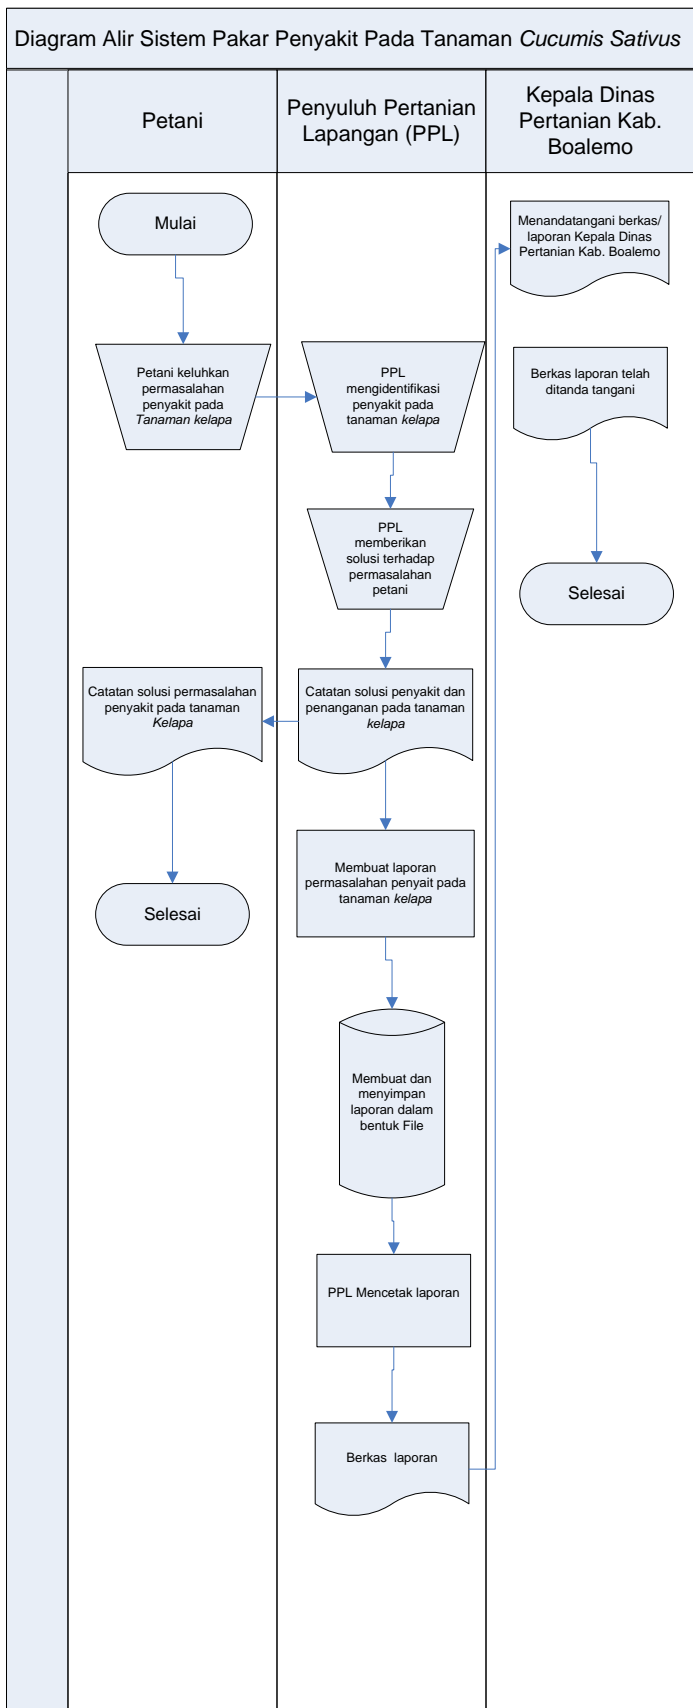 Diagram Alir Sistem Pakar Penyakit Pada Tanaman Cucumis Sativus
Petani
Penyuluh Pertanian
Lapangan (PPL)
Kepala Dinas
Pertanian Kab.
Boalemo
Mulai
Menandatangani berkas/
laporan Kepala Dinas
Pertanian Kab. Boalemo
Petani keluhkan
permasalahan
penyakit pada
Tanaman kelapa
PPL
mengidentifikasi
penyakit pada
tanaman kelapa
Berkas laporan telah
ditanda tangani
PPL
memberikan
solusi terhadap
permasalahan
petani
Selesai
Catatan solusi permasalahan
penyakit pada tanaman
Kelapa
Catatan solusi penyakit dan
penanganan pada tanaman
kelapa
Membuat laporan
permasalahan penyait pada
tanaman kelapa
Selesai
Membuat dan
menyimpan
laporan dalam
bentuk File
PPL Mencetak laporan
Berkas laporan